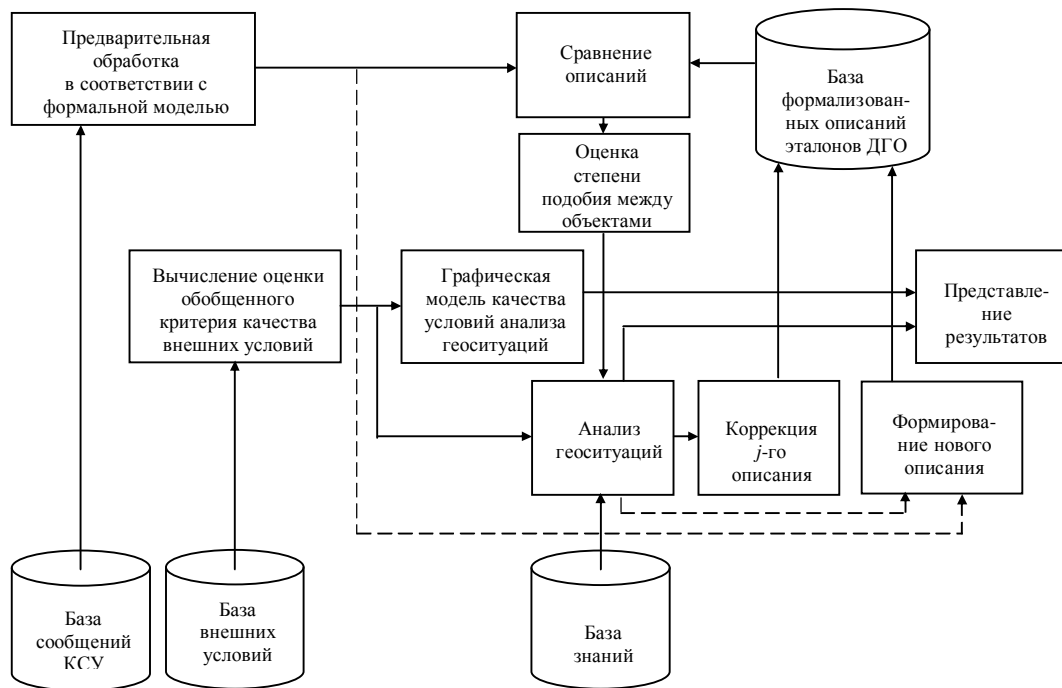 Предварительная
обработка
в соответствии с
формальной моделью
Сравнение
описаний
База
формализован-
ных описаний
эталонов ДГО
Оценка
степени
подобия между
объектами
Вычисление оценки
обобщенного
критерия качества
внешних условий
Графическая
модель качества
условий анализа
геоситуаций
Представле-
ние
результатов
Анализ
геоситуаций
Коррекция
j-го
описания
Формирова-
ние нового
описания
База
сообщений
КСУ
База
внешних
условий
База
знаний